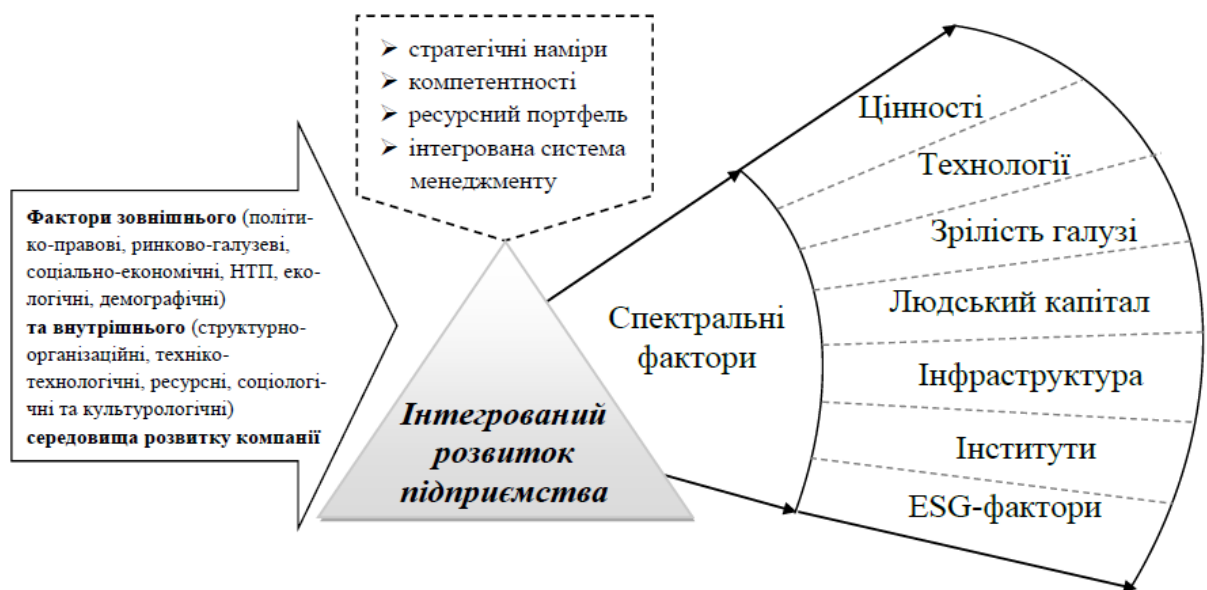 стратегічні наміри
компетентності
ресурсний портфель
інтегрована система
менеджменту
Фактори зовнішнього (політи-
ко-правові, ринково-галузеві,
соціально-економічні, НТП, еко-
логічні, демографічні)
та внутрішнього (структурно-
організаційні, техніко-
технологічні, ресурсні, соціологі-
чні та культурологічні)
середовища розвитку компанії
Інтегрований
розвиток
підприємства
Спектральні
фактори
Цінності
Технології
Зрілість галузі
Людський капітал
Інфраструктура
Інститути
ESG-фактори